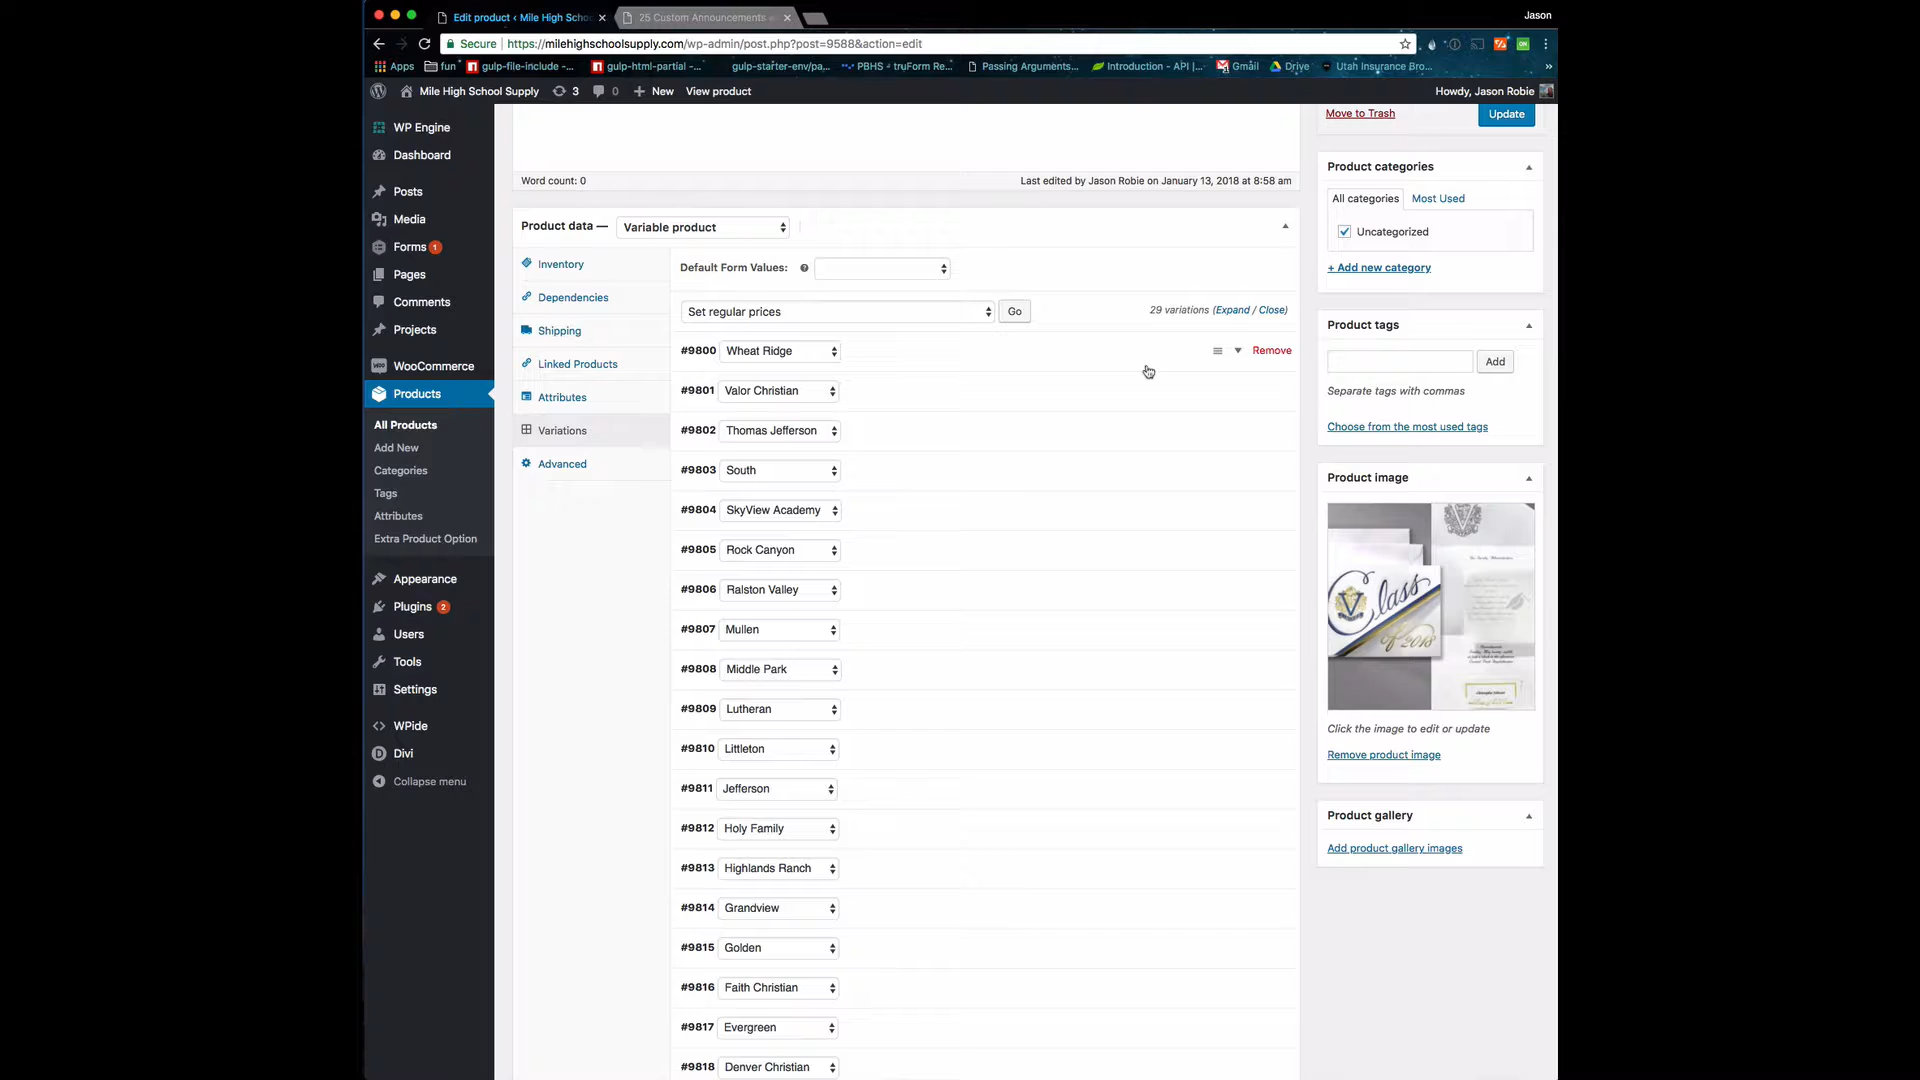 Jason
Edit product ‹ Mile High Scho
25 Custom Announcements
Secure
https://milehighschoolsupply.com/wp-admin/post.php?post=9588&action=edit
Apps
fun
gulp-file-include -...
gulp-html-partial -...
gulp-starter-env/pa...
PBHS - truForm Re...
Passing Arguments...
Introduction - API |...
Gmail
Drive
Utah Insurance Bro...
»
Mile High School Supply
3
0
New
View product
Howdy, Jason Robie
WP Engine
Dashboard
Posts
Media
Forms 1
Pages
Comments
Projects
WooCommerce
Products
All Products
Add New
Categories
Tags
Attributes
Extra Product Option
Appearance
Plugins 2
Users
Tools
Settings
WPide
Divi
Collapse menu
Word count: 0
Last edited by Jason Robie on January 13, 2018 at 8:58 am
Product data —
Variable product
Inventory
Dependencies
Shipping
Linked Products
Attributes
Variations
Advanced
Default Form Values:
Set regular prices
Go
29 variations (Expand / Close)
#9800 Wheat Ridge
Remove
#9801 Valor Christian
#9802 Thomas Jefferson
#9803 South
#9804 SkyView Academy
#9805 Rock Canyon
#9806 Ralston Valley
#9807 Mullen
#9808 Middle Park
#9809 Lutheran
#9810 Littleton
#9811 Jefferson
#9812 Holy Family
#9813 Highlands Ranch
#9814 Grandview
#9815 Golden
#9816 Faith Christian
#9817 Evergreen
#9818 Denver Christian
Move to Trash
Update
Product categories
All categories
Most Used
Uncategorized
+ Add new category
Product tags
Add
Separate tags with commas
Choose from the most used tags
Product image
V
Class
of 2018
Click the image to edit or update
Remove product image
Product gallery
Add product gallery images